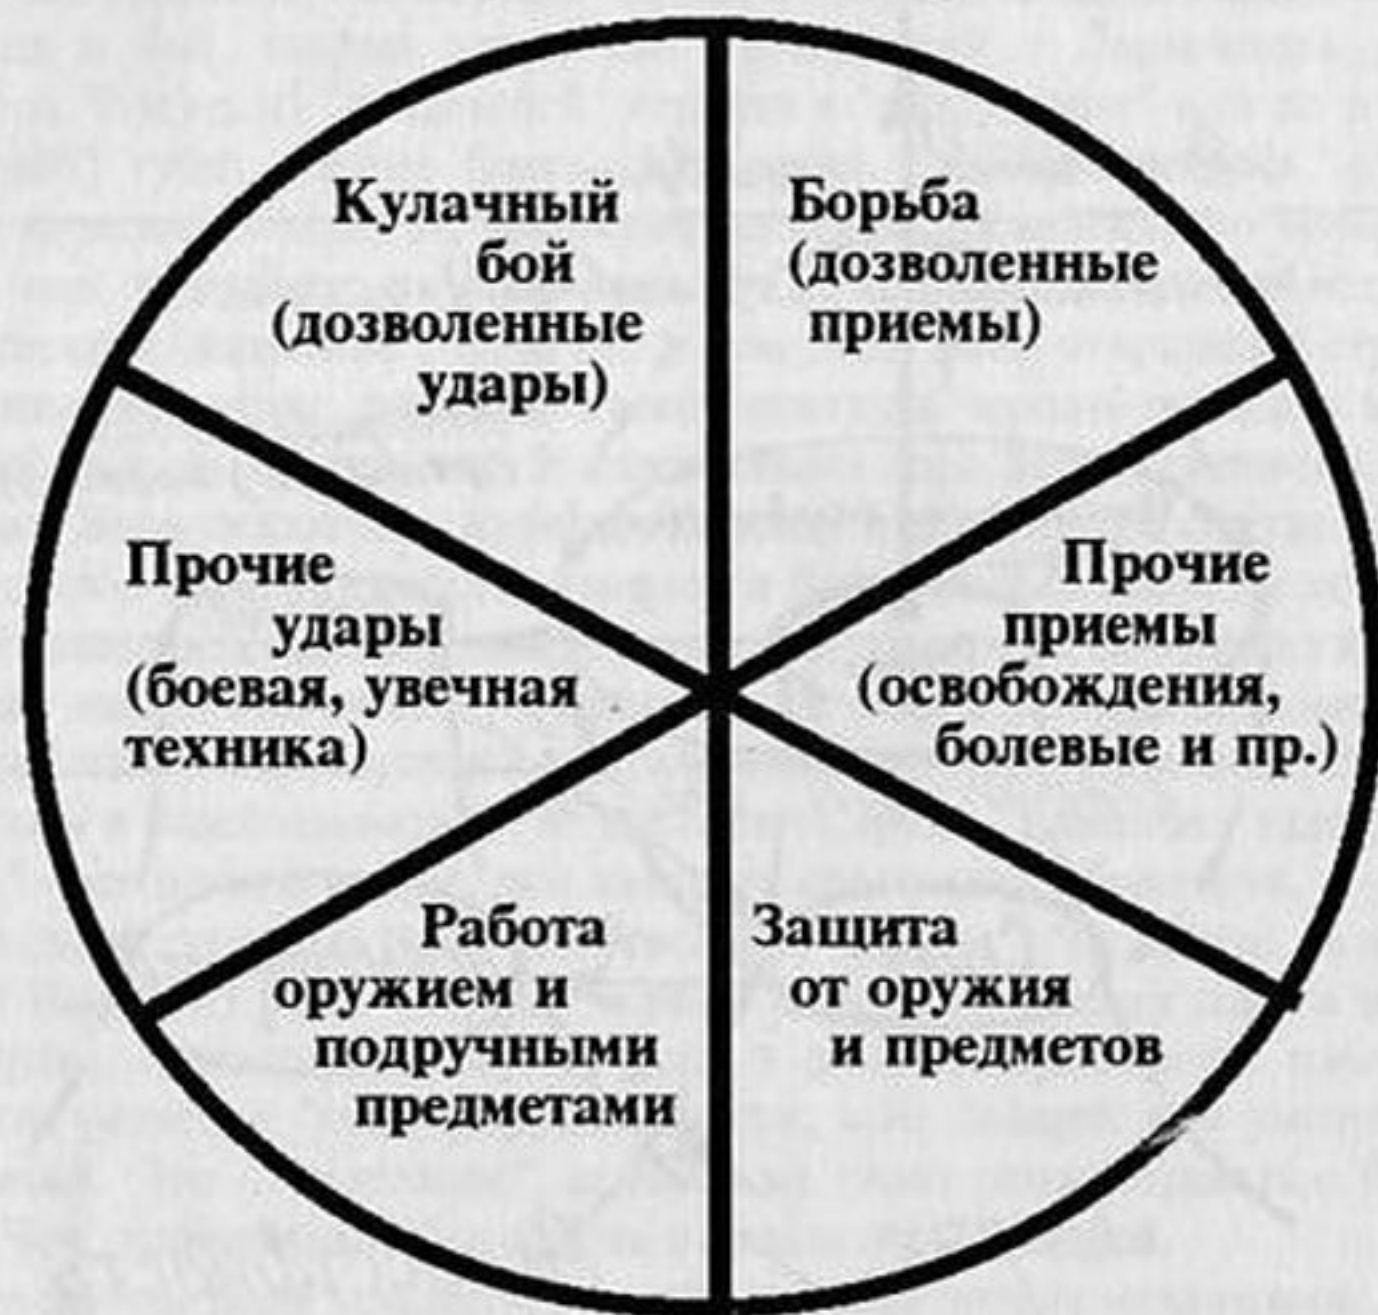 Кулачный
бой
(дозволенные
удары)
Борьба
(дозволенные
приемы)
Прочие
удары
(боевая, увечная
техника)
Прочие
приемы
(освобождения,
болевые и пр.)
Работа
оружием и
подручными
предметами
Защита
от оружия
и предметов